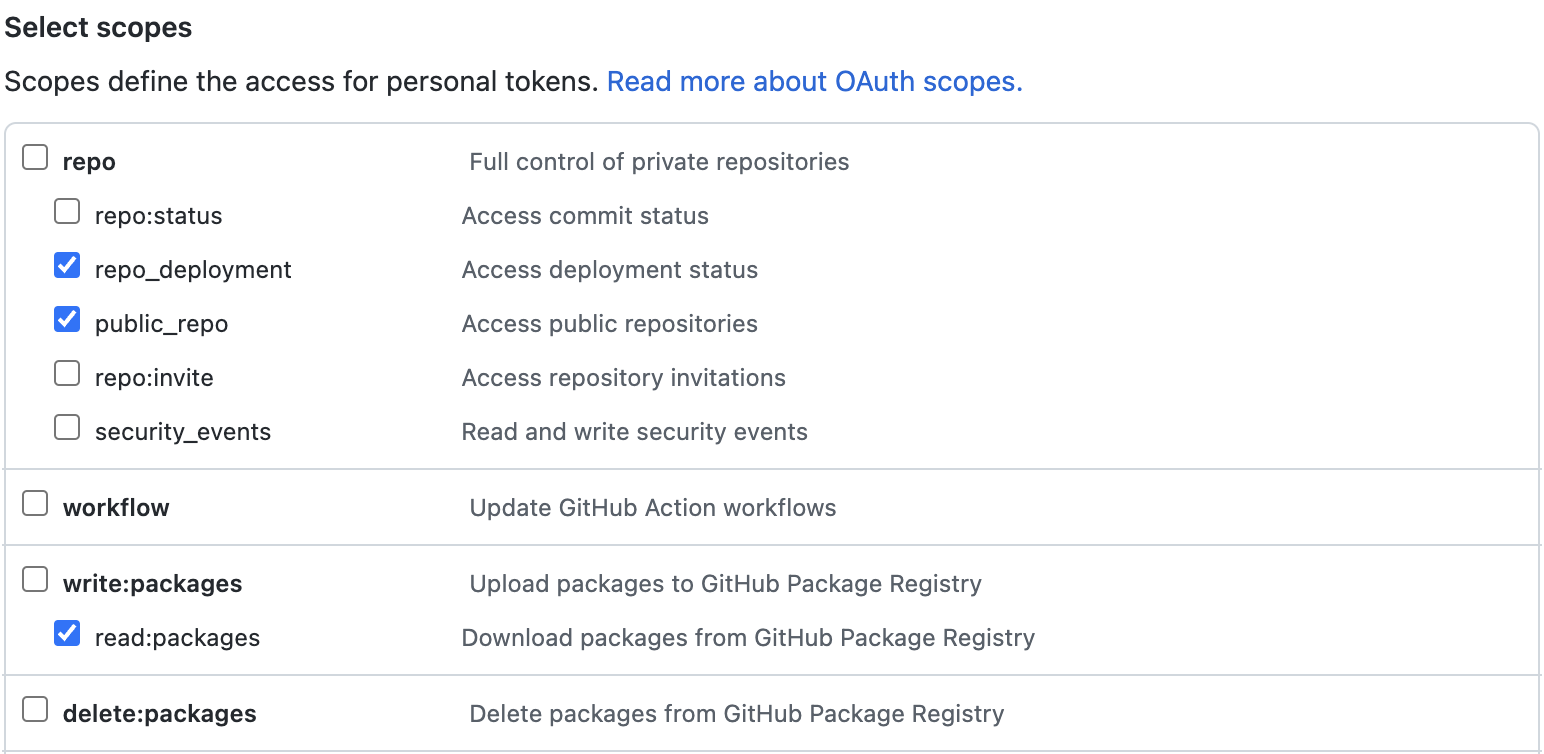 Select scopes
Scopes define the access for personal tokens. Read more about OAuth scopes.
repo Full control of private repositories
repo:status Access commit status
repo_deployment Access deployment status
public_repo Access public repositories
repo:invite Access repository invitations
security_events Read and write security events
workflow Update GitHub Action workflows
write:packages Upload packages to GitHub Package Registry
read:packages Download packages from GitHub Package Registry
delete:packages Delete packages from GitHub Package Registry